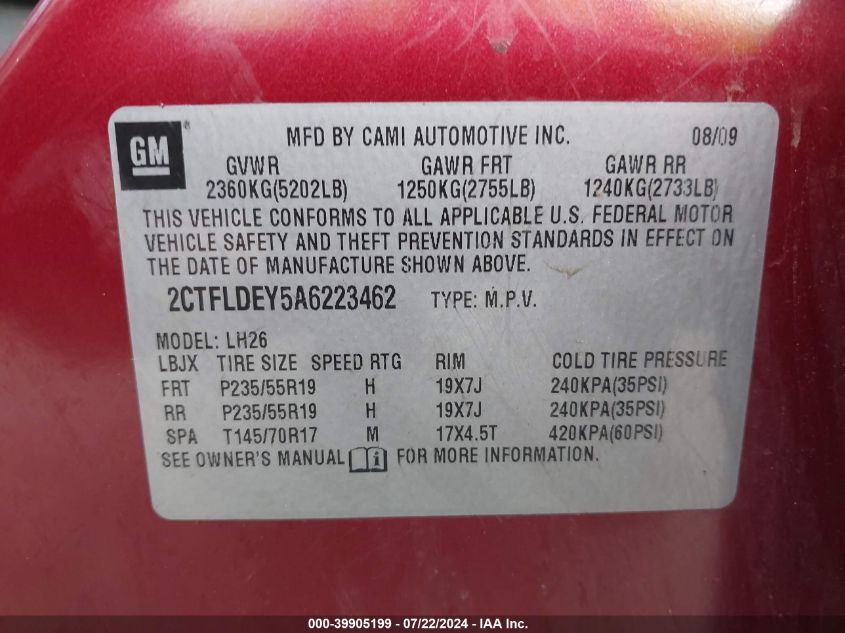 GM ®
MFD BY CAMI AUTOMOTIVE INC. 08/09
GVWR GAWR FRT GAWR RR
2360KG(5202LB) 1250KG(2755LB) 1240KG(2733LB)
THIS VEHICLE CONFORMS TO ALL APPLICABLE U.S. FEDERAL MOTOR
VEHICLE SAFETY AND THEFT PREVENTION STANDARDS IN EFFECT ON
THE DATE OF MANUFACTURE SHOWN ABOVE.
2CTFLDEY5A6223462 TYPE: M.P.V.
MODEL: LH26
LBJX TIRE SIZE SPEED RTG RIM COLD TIRE PRESSURE
FRT P235/55R19 H 19X7J 240KPA(35PSI)
RR P235/55R19 H 19X7J 240KPA(35PSI)
SPA T145/70R17 M 17X4.5T 420KPA(60PSI)
SEE OWNER'S MANUAL i FOR MORE INFORMATION.
000-39905199 - 07/22/2024 - IAA Inc.